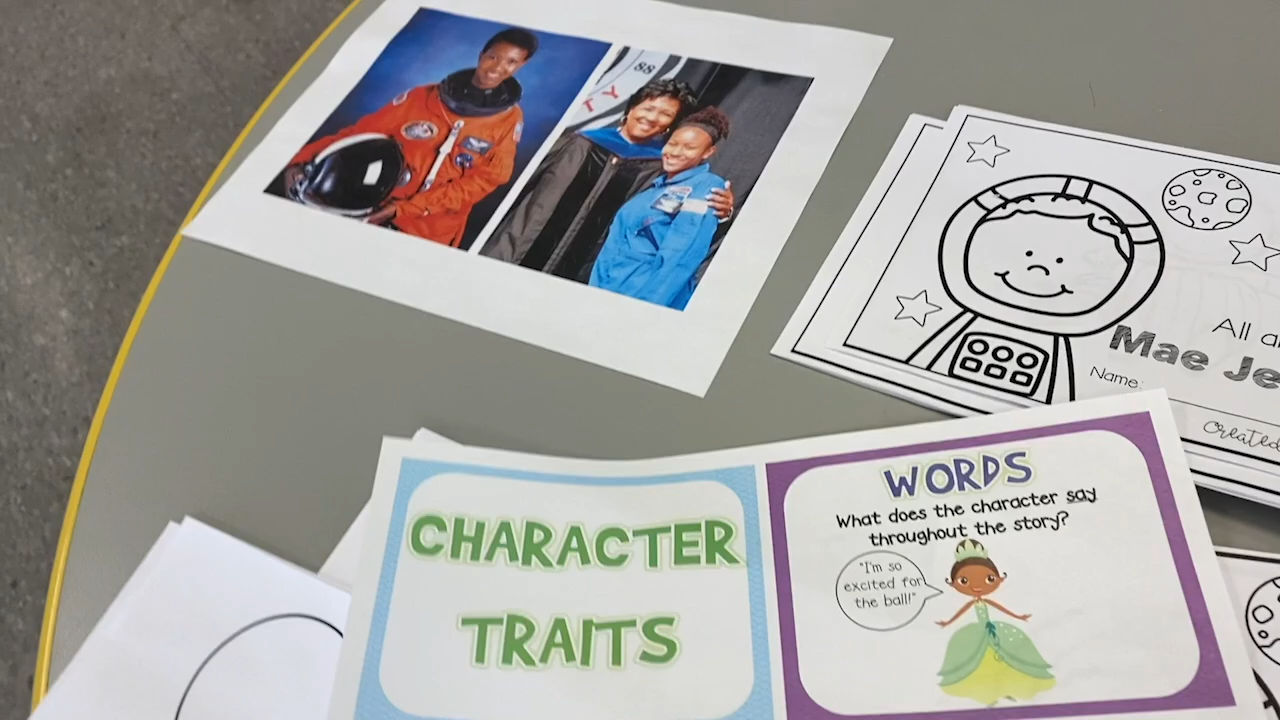 88
TY
All a
Mae Je
Name:
Created
CHARACTER
TRAITS
WORDS
What does the character say
throughout the story?
"I'm so
excited for
the ball!"